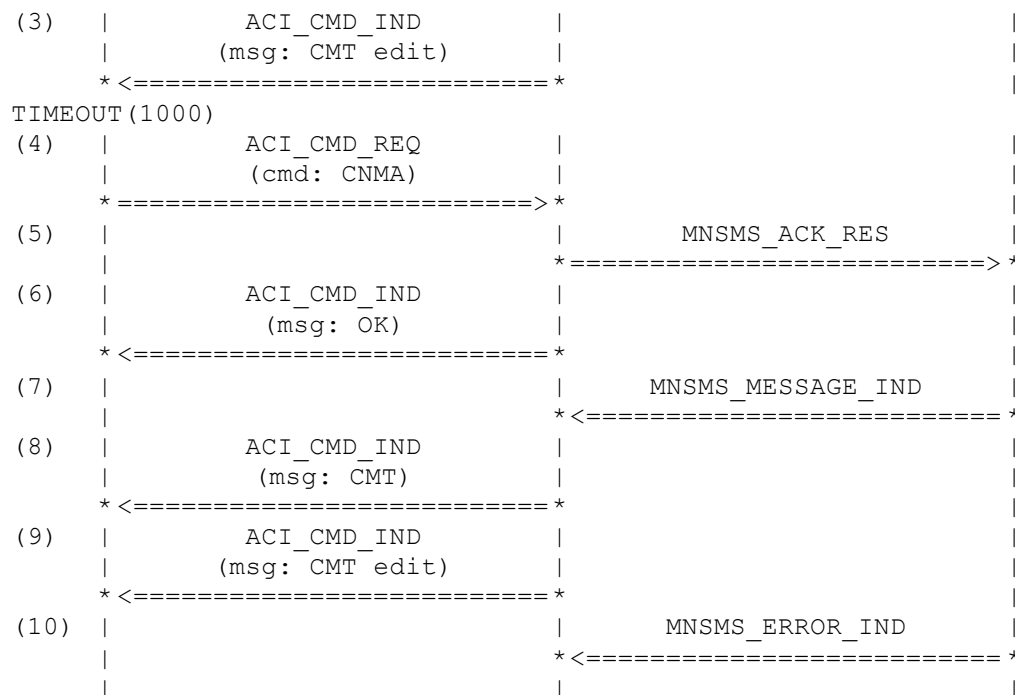 (3) | ACI_CMD_IND | |
| (msg: CMT edit) | |
*<==========================* |
TIMEOUT(1000)
(4) | ACI_CMD_REQ | |
| (cmd: CNMA) | |
*==========================>* |
(5) | | MNSMS_ACK_RES |
| *==========================>*
(6) | ACI_CMD_IND | |
| (msg: OK) | |
*<==========================* |
(7) | | MNSMS_MESSAGE_IND |
| *<==========================*
(8) | ACI_CMD_IND | |
| (msg: CMT) | |
*<==========================* |
(9) | ACI_CMD_IND | |
| (msg: CMT edit) | |
*<==========================* |
(10) | | MNSMS_ERROR_IND |
| *<==========================*
| | |